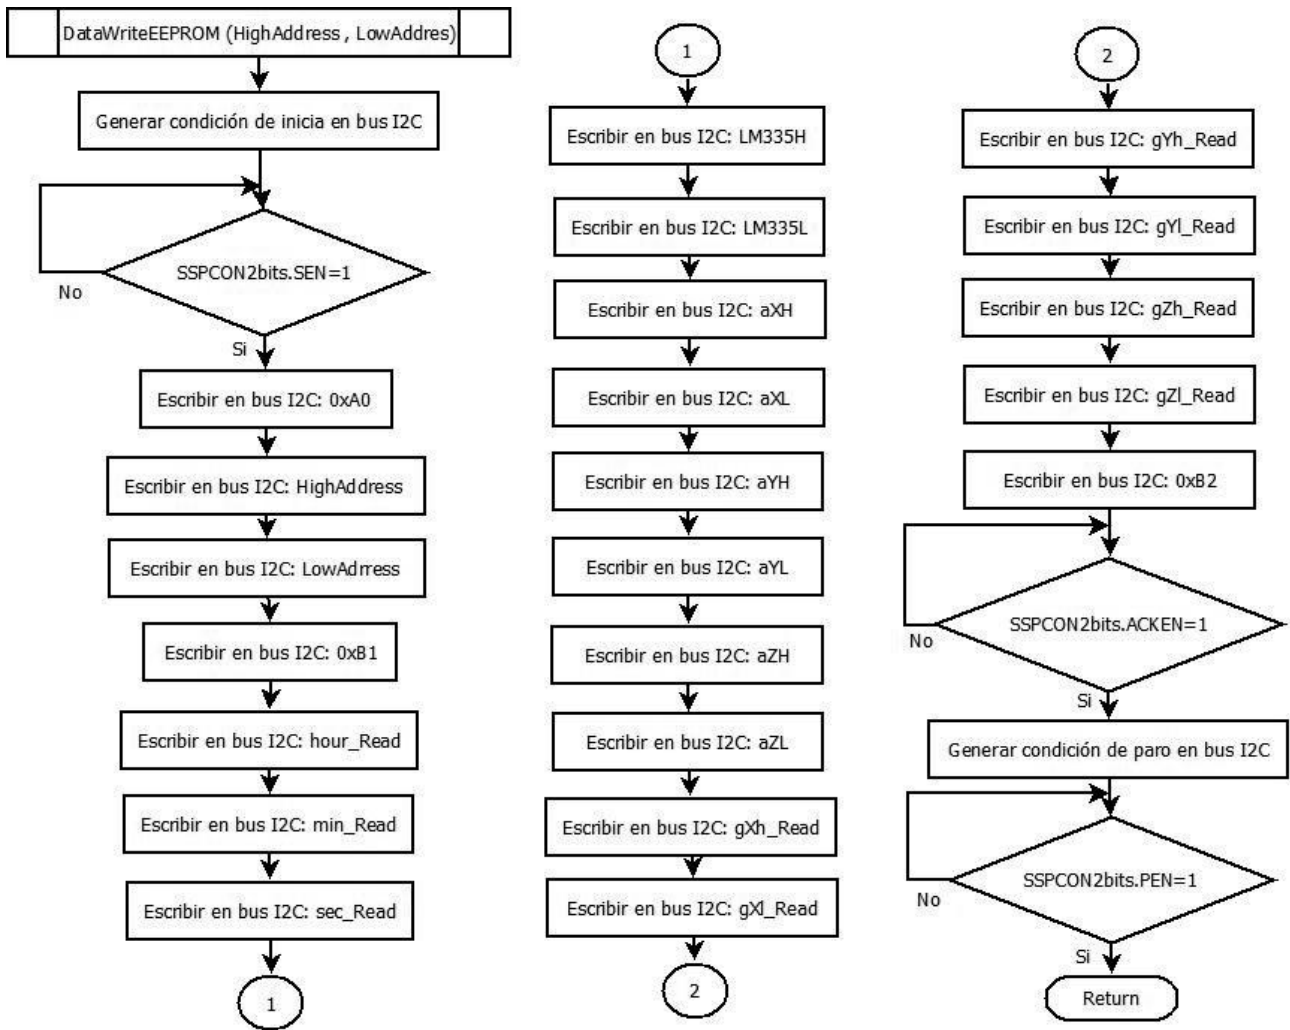 DataWriteEEPROM (HighAddress , LowAddres)
Generar condición de inicia en bus I2C
SSPCON2bits.SEN=1
No
Si
Escribir en bus I2C: 0xA0
Escribir en bus I2C: HighAddress
Escribir en bus I2C: LowAdrress
Escribir en bus I2C: 0xB1
Escribir en bus I2C: hour_Read
Escribir en bus I2C: min_Read
Escribir en bus I2C: sec_Read
1
1
Escribir en bus I2C: LM335H
Escribir en bus I2C: LM335L
Escribir en bus I2C: aXH
Escribir en bus I2C: aXL
Escribir en bus I2C: aYH
Escribir en bus I2C: aYL
Escribir en bus I2C: aZH
Escribir en bus I2C: aZL
Escribir en bus I2C: gXh_Read
Escribir en bus I2C: gXl_Read
2
2
Escribir en bus I2C: gYh_Read
Escribir en bus I2C: gYl_Read
Escribir en bus I2C: gZh_Read
Escribir en bus I2C: gZl_Read
Escribir en bus I2C: 0xB2
SSPCON2bits.ACKEN=1
No
Si
Generar condición de paro en bus I2C
SSPCON2bits.PEN=1
No
Si
Return